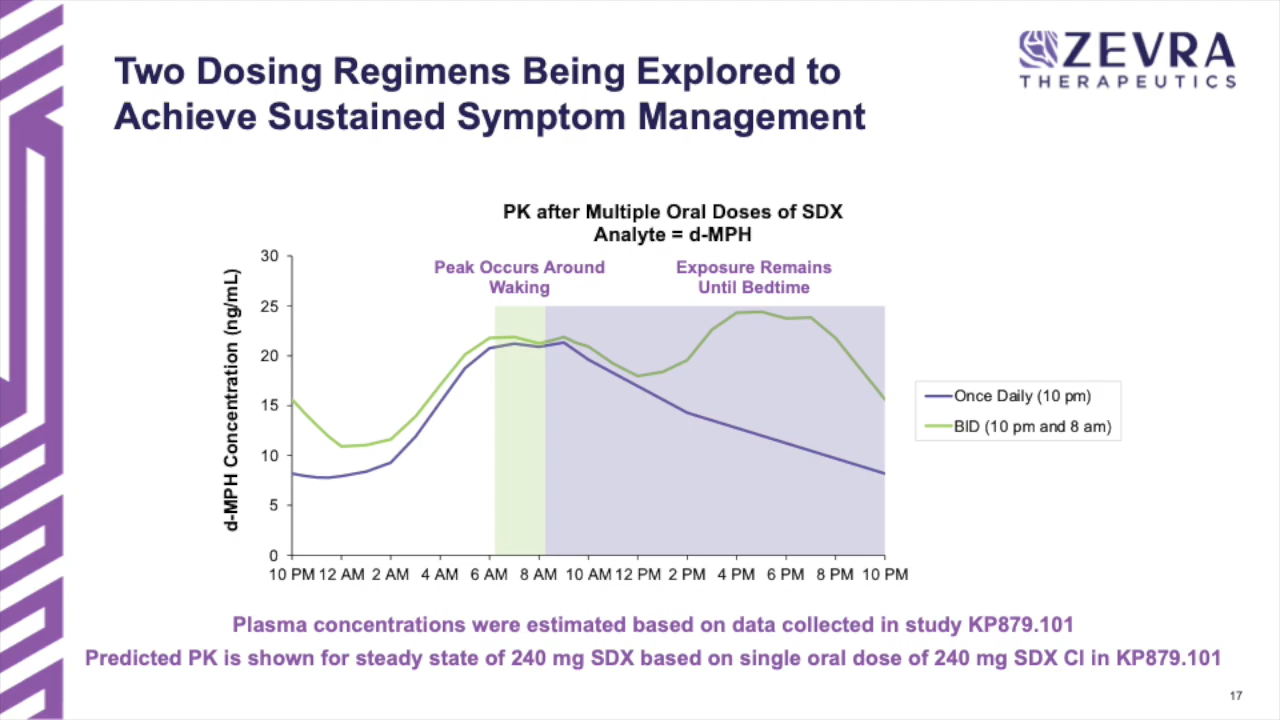 ZEVRA
THERAPEUTICS
Two Dosing Regimens Being Explored to
Achieve Sustained Symptom Management
PK after Multiple Oral Doses of SDX
Analyte = d-MPH
Peak Occurs Around
Waking
Exposure Remains
Until Bedtime
d-MPH Concentration (ng/mL)
30
25
20
15
10
5
0
10 PM 12 AM 2 AM 4 AM 6 AM 8 AM 10 AM 12 PM 2 PM 4 PM 6 PM 8 PM 10 PM
Once Daily (10 pm)
BID (10 pm and 8 am)
Plasma concentrations were estimated based on data collected in study KP879.101
Predicted PK is shown for steady state of 240 mg SDX based on single oral dose of 240 mg SDX Cl in KP879.101
17